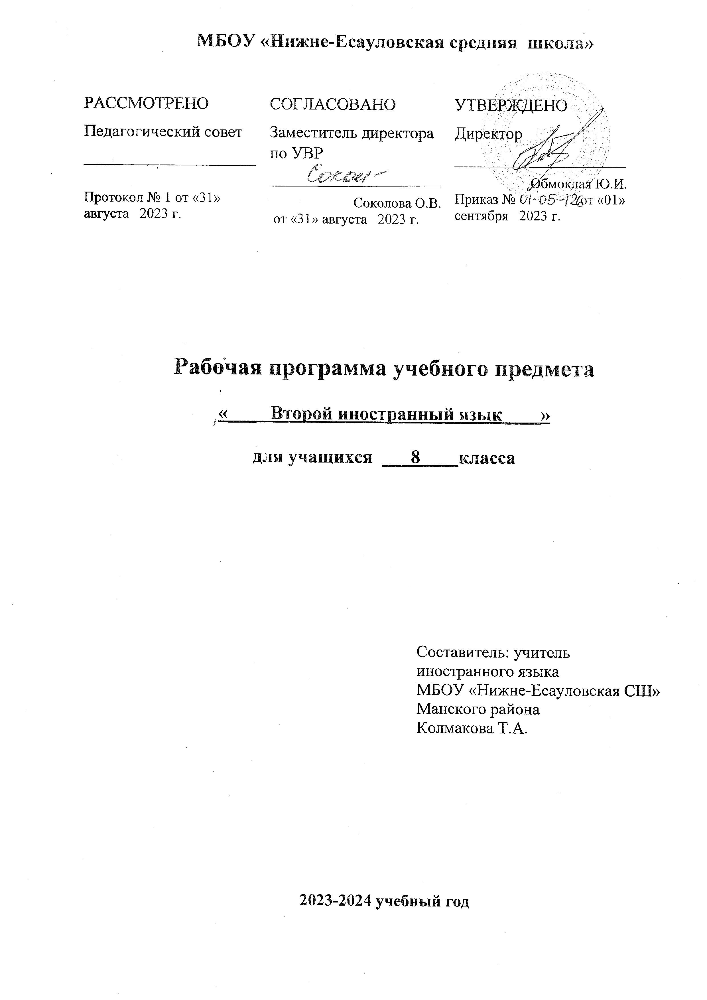 МБОУ «Нижне-Есауловская средняя школа»
РАССМОТРЕНО
Педагогический совет
Протокол № 1 от «31»
августа 2023 г.
СОГЛАСОВАНО
Заместитель директора
по УВР
Соколова О.В.
от «31» августа 2023 г.
УТВЕРЖДЕНО
Директор
Обмоклая Ю.И.
Приказ № 01-05-126 от «01»
сентября 2023 г.
Рабочая программа учебного предмета
« Второй иностранный язык »
для учащихся 8 класса
Составитель: учитель
иностранного языка
МБОУ «Нижне-Есауловская СШ»
Манского района
Колмакова Т.А.
2023-2024 учебный год